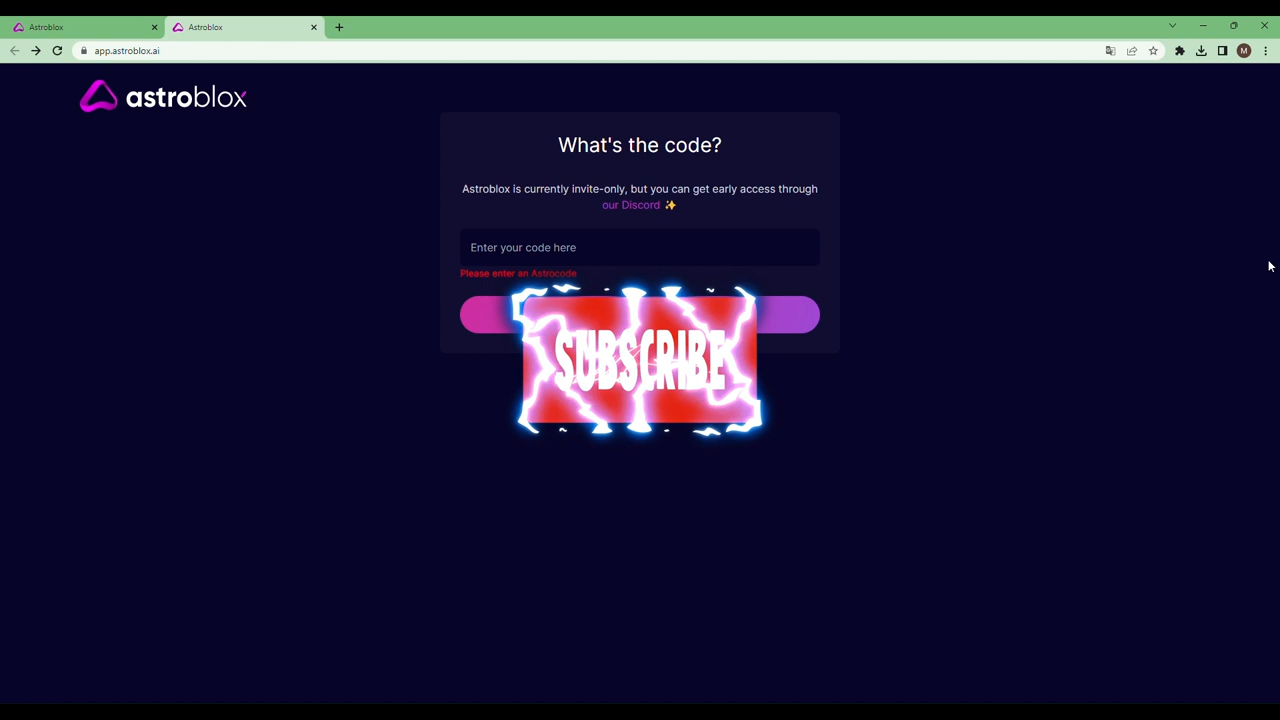 Astroblox
Astroblox
app.astroblox.ai
M
astroblox
What's the code?
Astroblox is currently invite-only, but you can get early access through
our Discord ✨
Enter your code here
Please enter an Astrocode
SUBSCRIBE